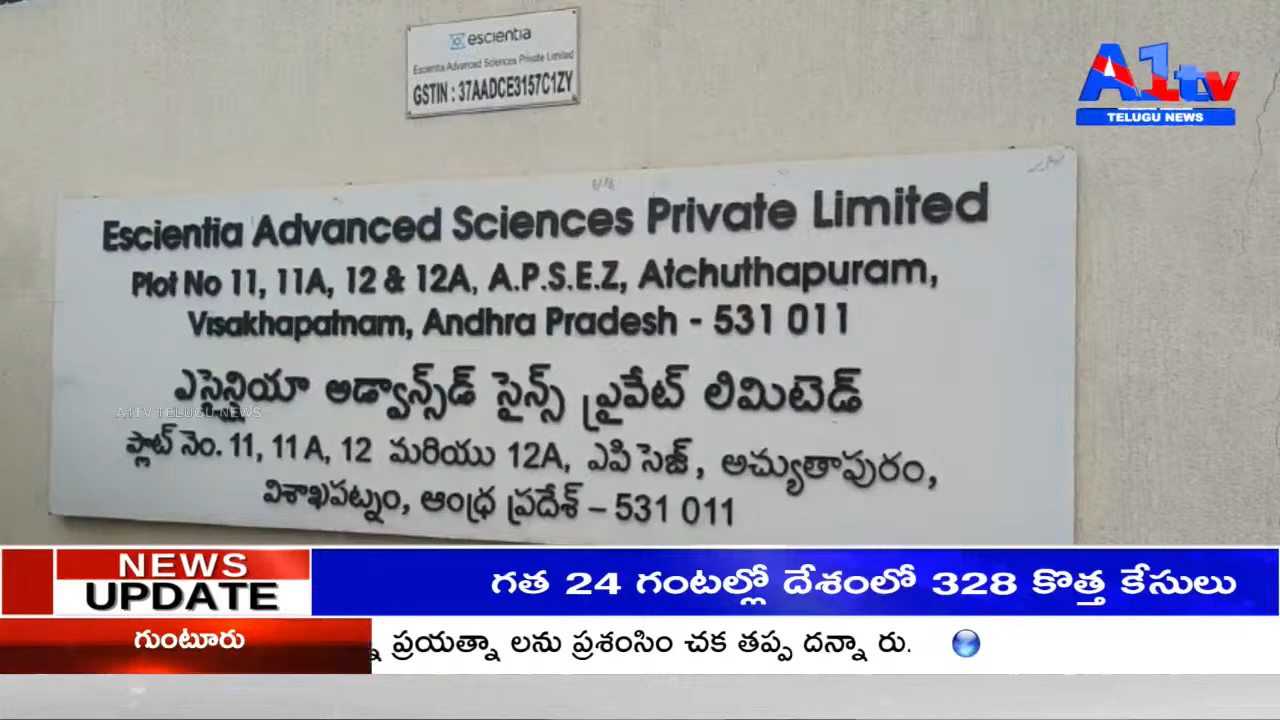 escientia
Escientia Advanced Sciences Private Limited
GSTIN : 37AADCE3157C1ZY
A1tv
TELUGU NEWS
Escientia Advanced Sciences Private Limited
Plot No 11, 11A, 12 & 12A, A.P.S.E.Z, Atchuthapuram,
Visakhapatnam, Andhra Pradesh - 531 011
ఎస్సైన్షియా అడ్వాన్స్‌డ్ సైన్స్ ప్రైవేట్ లిమిటెడ్
A1TV TELUGU NEWS
ప్లాట్ నెం. 11, 11A, 12 మరియు 12A, ఎపి సెజ్, అచ్యుతాపురం,
విశాఖపట్నం, ఆంధ్ర ప్రదేశ్ – 531 011
NEWS
UPDATE
గత 24 గంటల్లో దేశంలో 328 కొత్త కేసులు
గుంటూరు
ప్రయత్నా లను ప్రశంసిం చక తప్ప దన్నా రు.